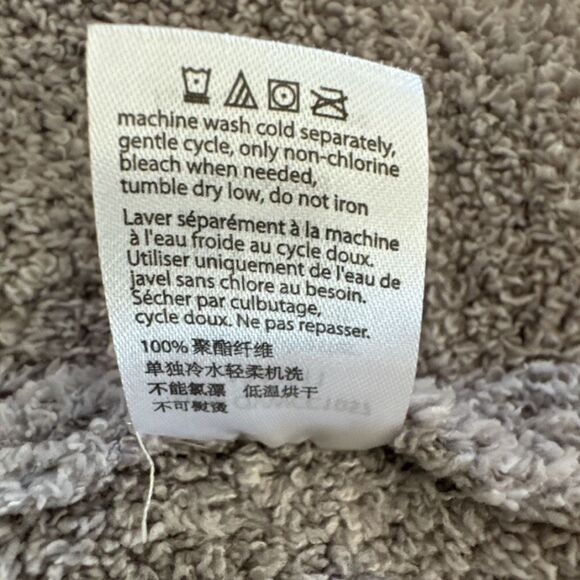 machine wash cold separately,
gentle cycle, only non-chlorine
bleach when needed,
tumble dry low, do not iron
Laver séparément à la machine
à l'eau froide au cycle doux.
Utiliser uniquement de l'eau de
javel sans chlore au besoin.
Sécher par culbutage,
cycle doux. Ne pas repasser.
100% 聚酯纤维
单独冷水轻柔机洗
不能氯漂 低温烘干
不可熨烫